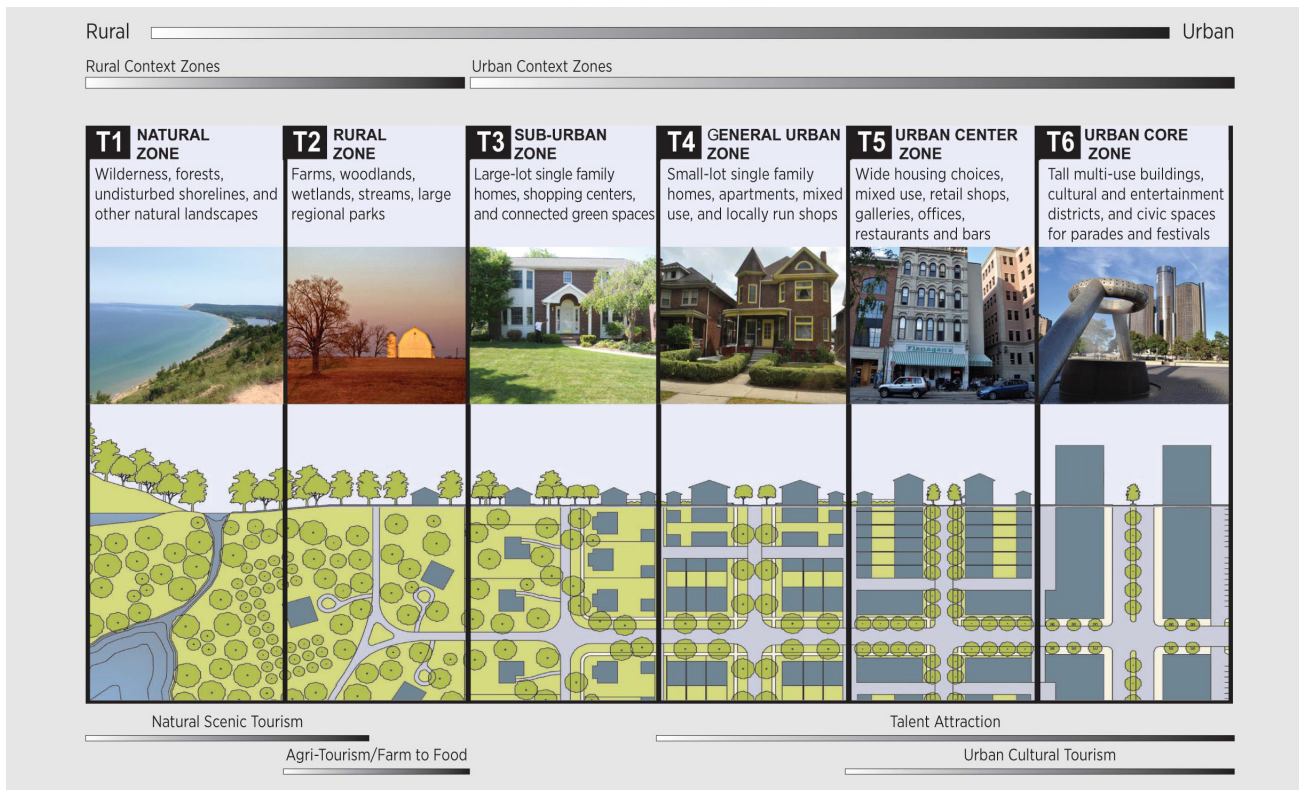 Rural
Urban
Rural Context Zones
Urban Context Zones
T1 NATURAL
ZONE
Wilderness, forests,
undisturbed shorelines, and
other natural landscapes
T2 RURAL
ZONE
Farms, woodlands,
wetlands, streams, large
regional parks
T3 SUB-URBAN
ZONE
Large-lot single family
homes, shopping centers,
and connected green spaces
T4 GENERAL URBAN
ZONE
Small-lot single family
homes, apartments, mixed
use, and locally run shops
T5 URBAN CENTER
ZONE
Wide housing choices,
mixed use, retail shops,
galleries, offices,
restaurants and bars
T6 URBAN CORE
ZONE
Tall multi-use buildings,
cultural and entertainment
districts, and civic spaces
for parades and festivals
Flanagan's
Natural Scenic Tourism
Talent Attraction
Agri-Tourism/Farm to Food
Urban Cultural Tourism